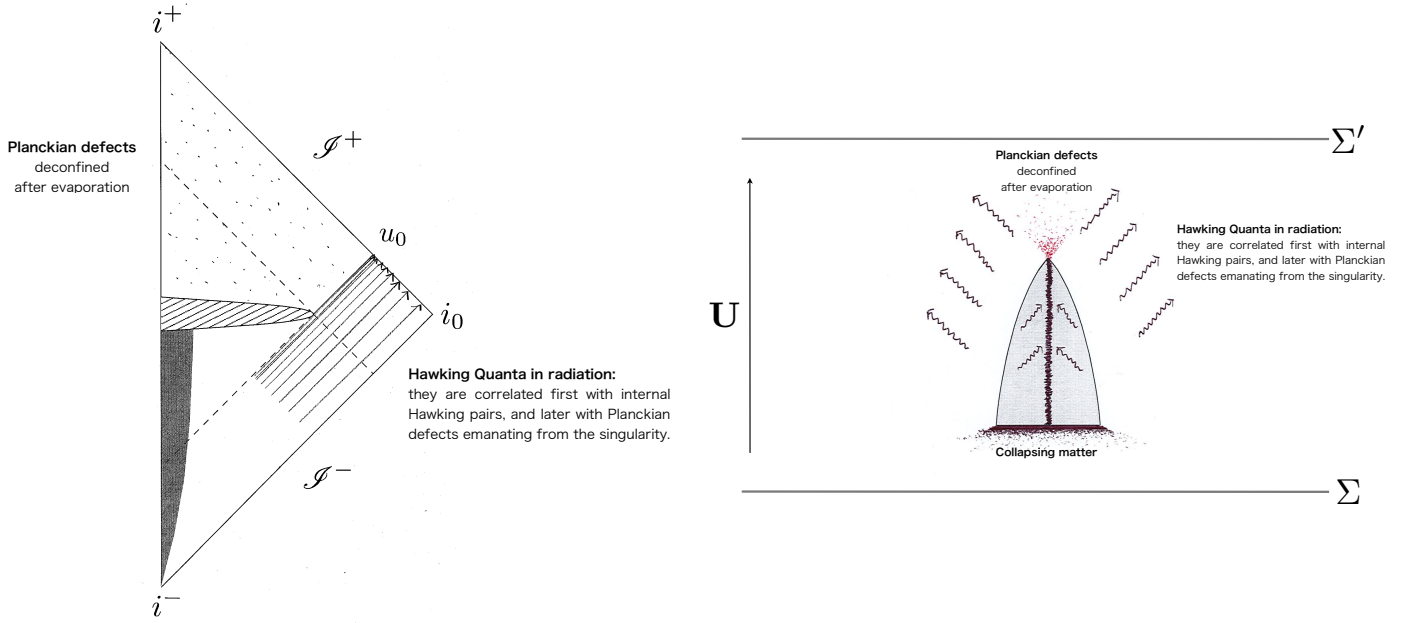 i⁺
Planckian defects
deconfined
after evaporation
ℐ⁺
u₀
i₀
Hawking Quanta in radiation:
they are correlated first with internal
Hawking pairs, and later with Planckian
defects emanating from the singularity.
ℐ⁻
i⁻
Σ′
Planckian defects
deconfined
after evaporation
Hawking Quanta in radiation:
they are correlated first with internal
Hawking pairs, and later with Planckian
defects emanating from the singularity.
U
Collapsing matter
Σ